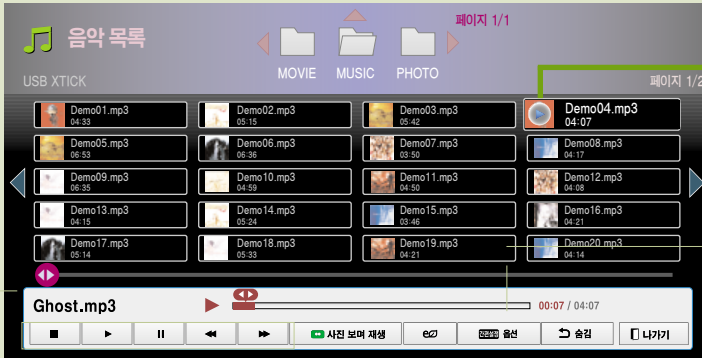 페이지 1/1
음악 목록
MOVIE MUSIC PHOTO
USB XTICK
페이지 1/2
Demo01.mp3 Demo02.mp3 Demo03.mp3 Demo04.mp3
04:33 05:15 05:42 04:07
Demo05.mp3 Demo06.mp3 Demo07.mp3 Demo08.mp3
06:53 06:36 03:50 04:17
Demo09.mp3 Demo10.mp3 Demo11.mp3 Demo12.mp3
06:35 04:59 04:50 04:08
Demo13.mp3 Demo14.mp3 Demo15.mp3 Demo16.mp3
04:15 05:24 03:46 04:21
Demo17.mp3 Demo18.mp3 Demo19.mp3 Demo20.mp3
05:14 05:33 04:21 04:14
Ghost.mp3 00:07 / 04:07
사진 보며 재생 옵션 숨김 나가기